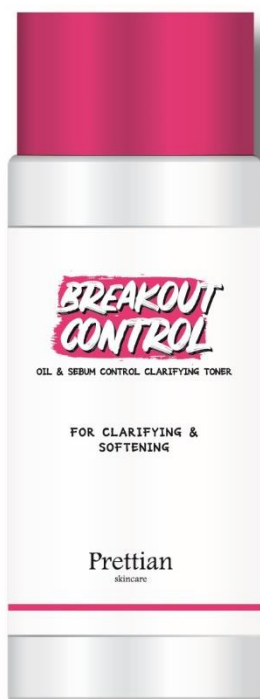 BREAKOUT
CONTROL
OIL & SEBUM CONTROL CLARIFYING TONER
FOR CLARIFYING &
SOFTENING
Prettian
skincare